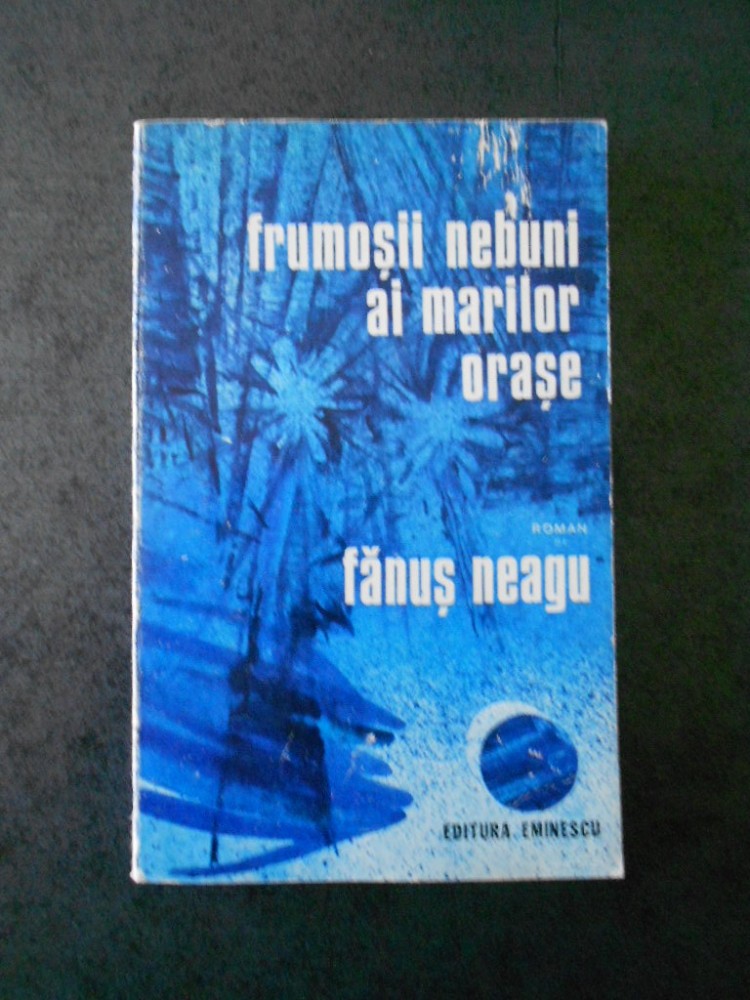 frumoșii nebuni
ai marilor
orașe
ROMAN
fănuș neagu
EDITURA EMINESCU